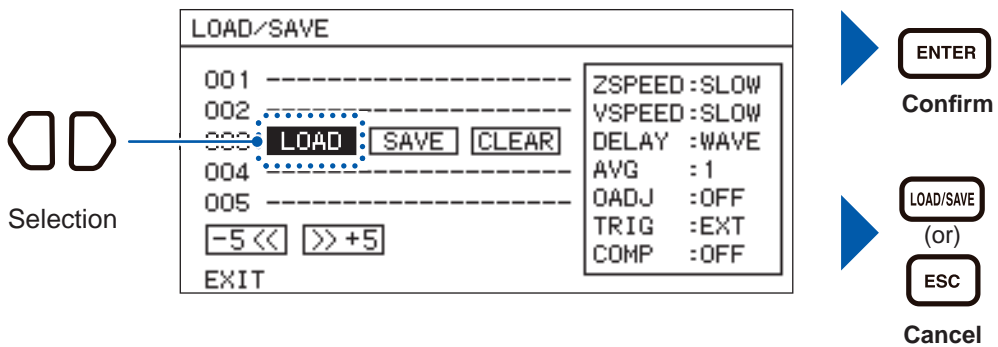 LOAD/SAVE
001 --------------------
002 --------------------
003 LOAD SAVE CLEAR
004 --------------------
005 --------------------
-5<< >>+5
EXIT
ZSPEED:SLOW
VSPEED:SLOW
DELAY :WAVE
AVG :1
OADJ :OFF
TRIG :EXT
COMP :OFF
Selection
ENTER
Confirm
LOAD/SAVE
(or)
ESC
Cancel